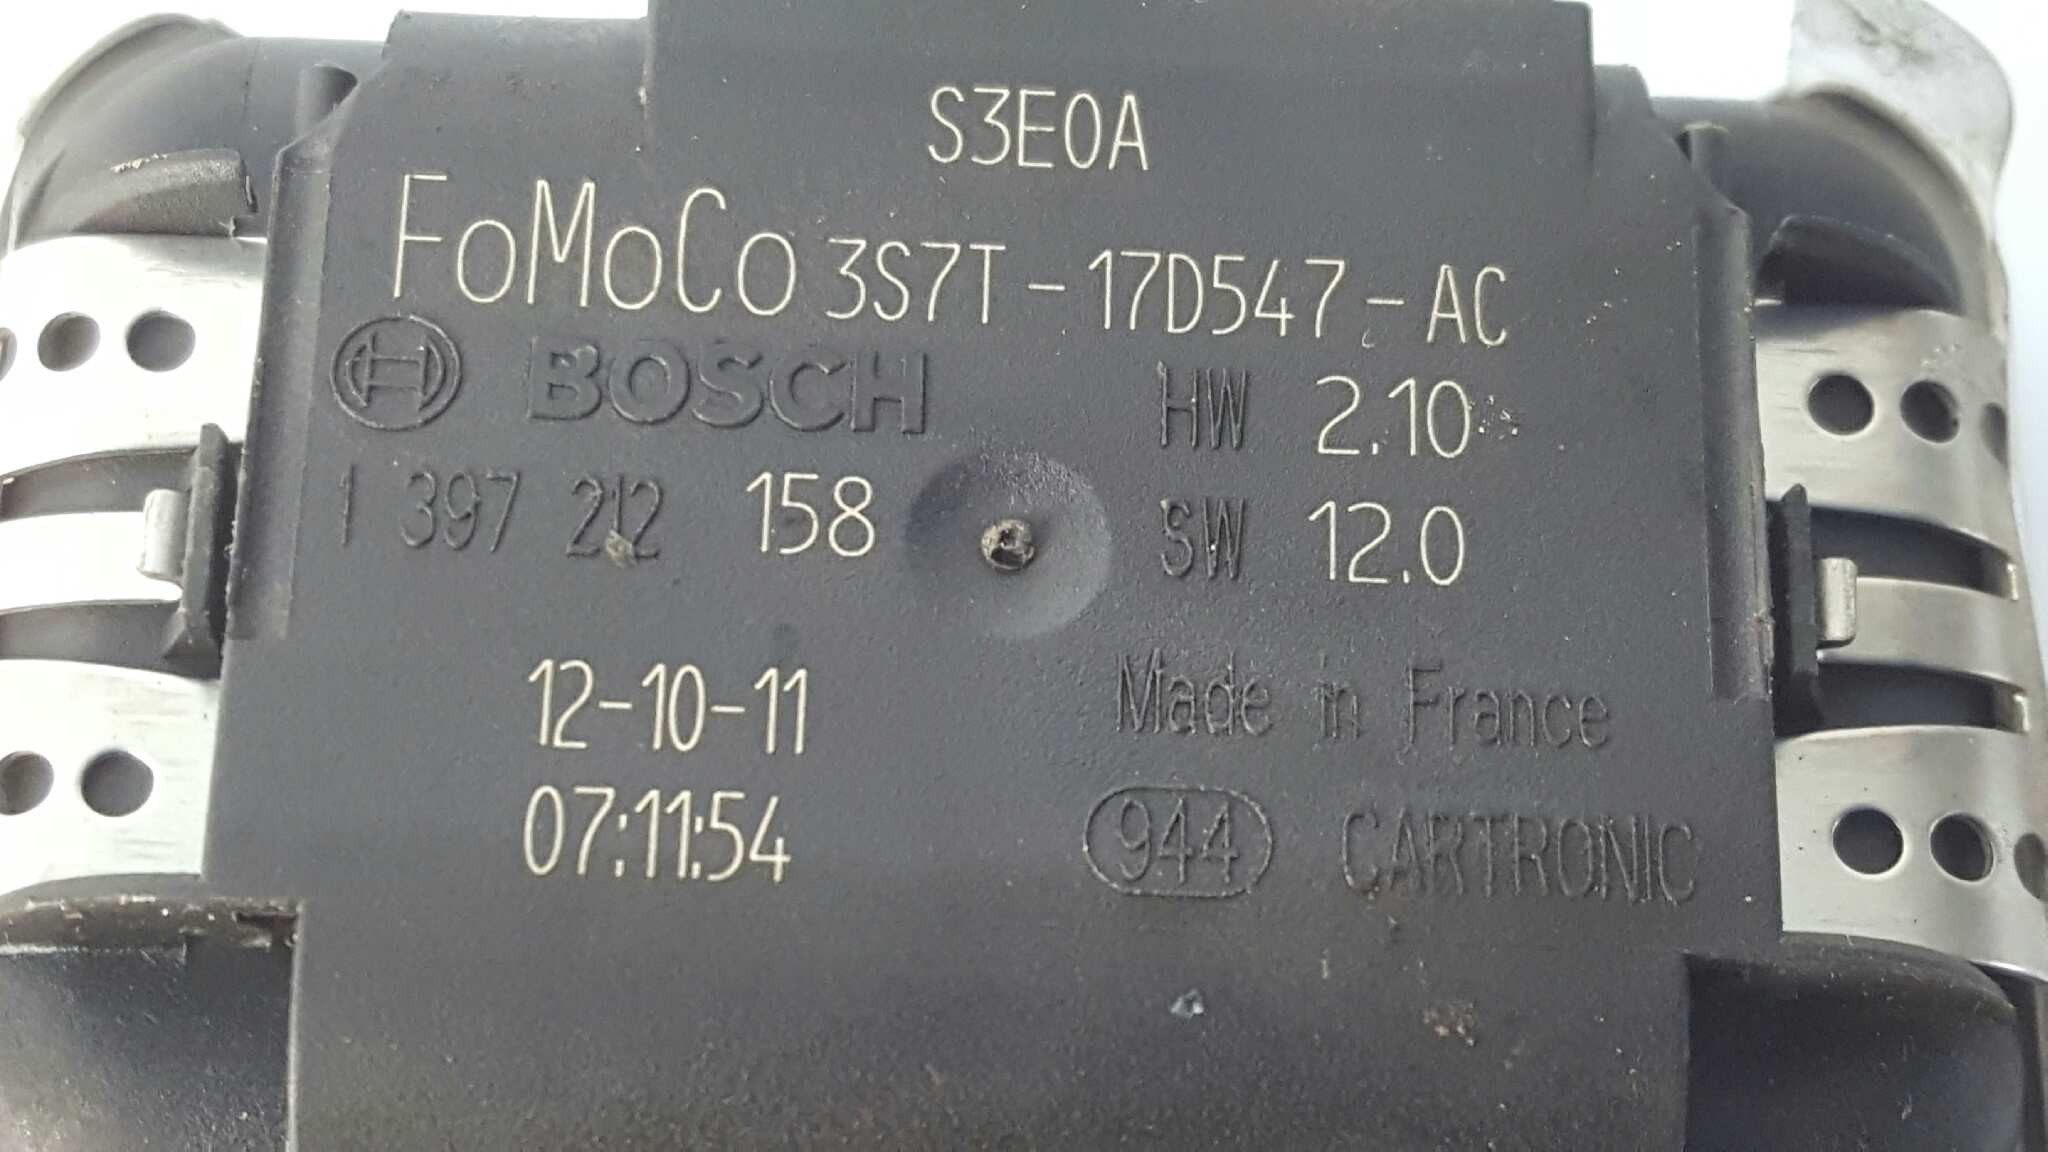 S3E0A
FoMoCo 3S7T-17D547-AC
BOSCH HW 2.10
1 397 212 158 SW 12.0
12-10-11 Made in France
07:11:54 944 CARTRONIC